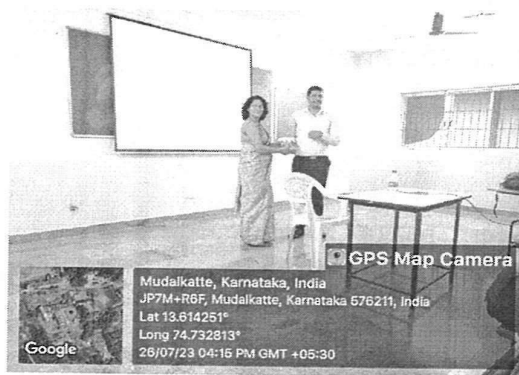 GPS Map Camera
Mudalkatte, Karnataka, India
JP7M+R6F, Mudalkatte, Karnataka 576211, India
Lat 13.614251°
Long 74.732813°
26/07/23 04:15 PM GMT +05:30
Google